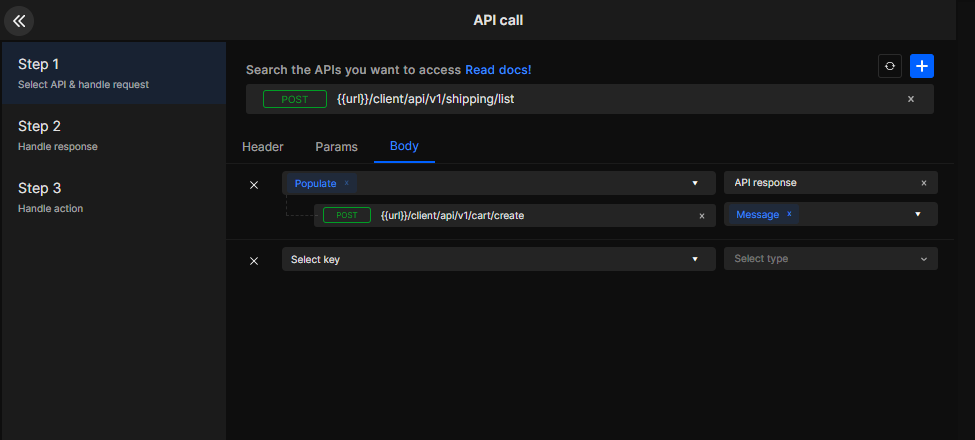 API call
Step 1
Select API & handle request
Step 2
Handle response
Step 3
Handle action
Search the APIs you want to access Read docs!
POST {{url}}/client/api/v1/shipping/list x
Header Params Body
Populate x API response x
POST {{url}}/client/api/v1/cart/create x Message x
Select key Select type